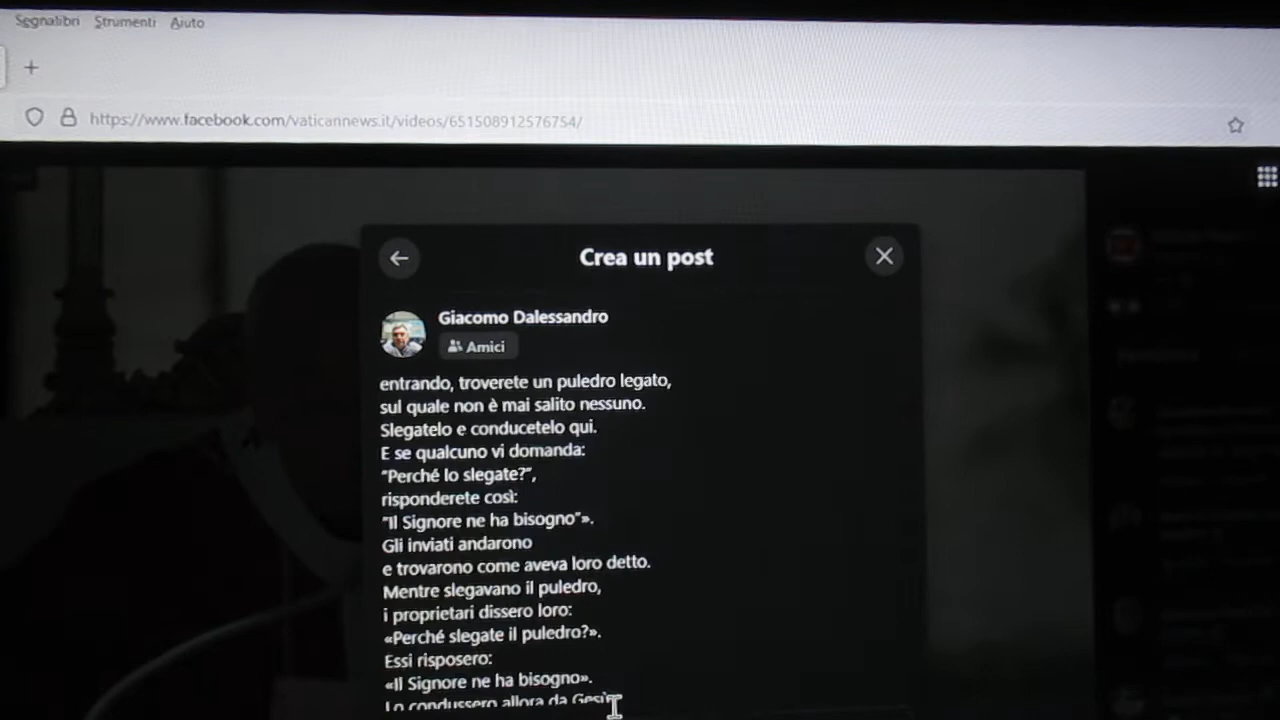 Segnalibri Strumenti Aiuto
+
https://www.facebook.com/vaticannews.it/videos/651508912576754/
Crea un post
Giacomo Dalessandro
Amici
entrando, troverete un puledro legato,
sul quale non è mai salito nessuno.
Slegatelo e conducetelo qui.
E se qualcuno vi domanda:
"Perché lo slegate?",
risponderete così:
"Il Signore ne ha bisogno"».
Gli inviati andarono
e trovarono come aveva loro detto.
Mentre slegavano il puledro,
i proprietari dissero loro:
«Perché slegate il puledro?».
Essi risposero:
«Il Signore ne ha bisogno».
Lo condussero allora da Gesù